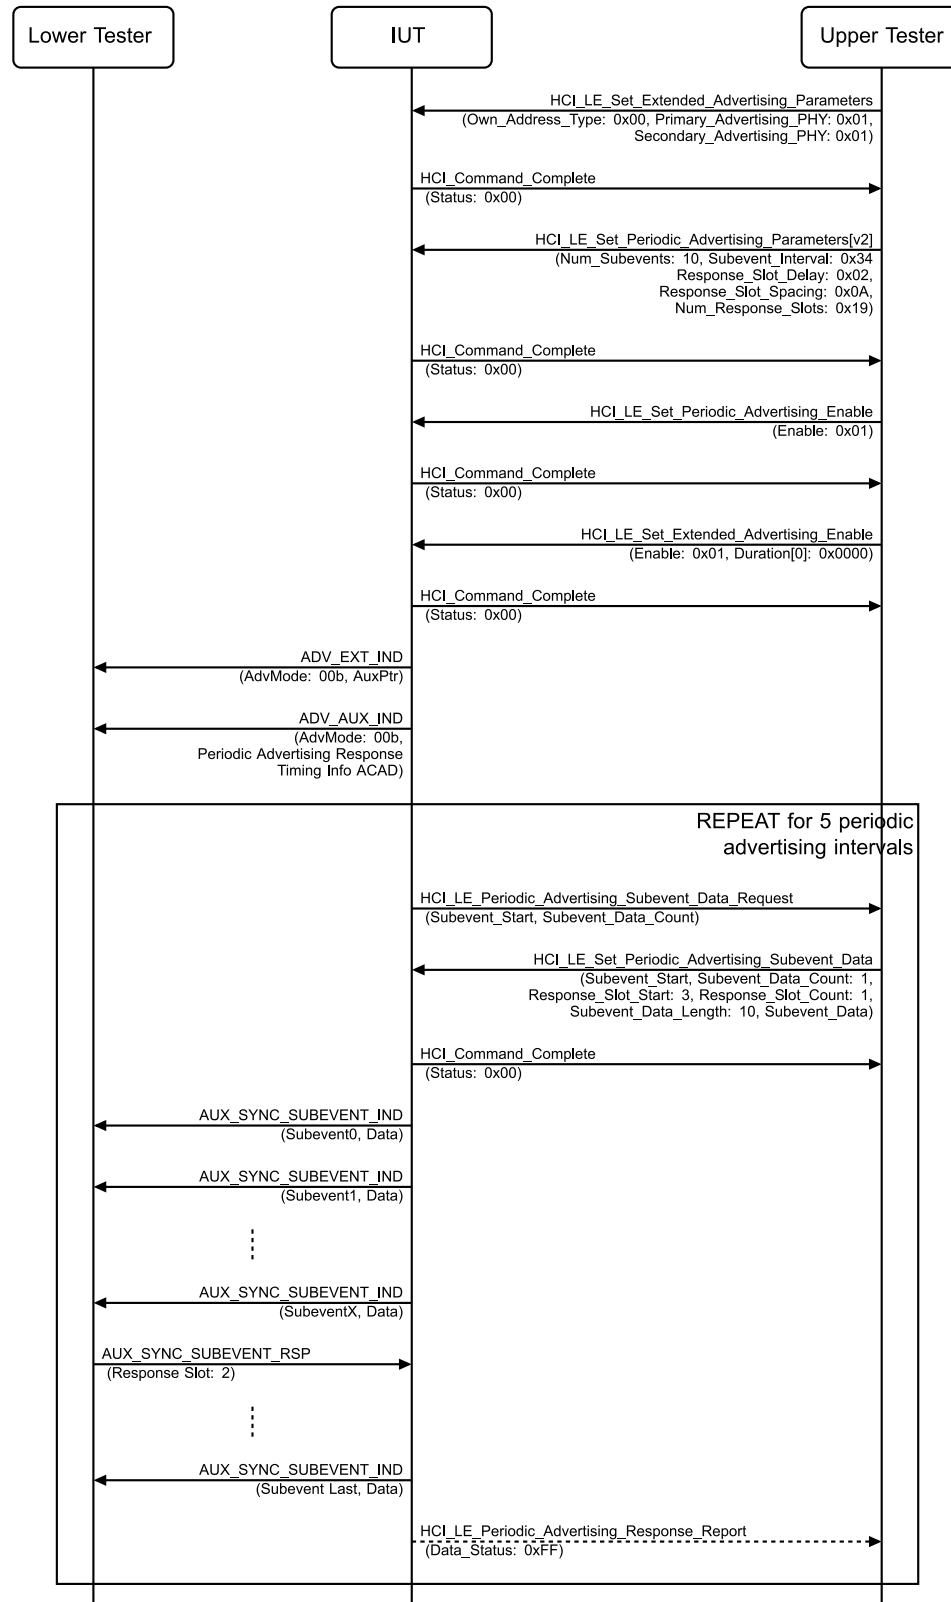 Lower Tester
IUT
Upper Tester
HCI_LE_Set_Extended_Advertising_Parameters
(Own_Address_Type: 0x00, Primary_Advertising_PHY: 0x01,
Secondary_Advertising_PHY: 0x01)
HCI_Command_Complete
(Status: 0x00)
HCI_LE_Set_Periodic_Advertising_Parameters[v2]
(Num_Subevents: 10, Subevent_Interval: 0x34
Response_Slot_Delay: 0x02,
Response_Slot_Spacing: 0x0A,
Num_Response_Slots: 0x19)
HCI_Command_Complete
(Status: 0x00)
HCI_LE_Set_Periodic_Advertising_Enable
(Enable: 0x01)
HCI_Command_Complete
(Status: 0x00)
HCI_LE_Set_Extended_Advertising_Enable
(Enable: 0x01, Duration[0]: 0x0000)
HCI_Command_Complete
(Status: 0x00)
ADV_EXT_IND
(AdvMode: 00b, AuxPtr)
ADV_AUX_IND
(AdvMode: 00b,
Periodic Advertising Response
Timing Info ACAD)
REPEAT for 5 periodic
advertising intervals
HCI_LE_Periodic_Advertising_Subevent_Data_Request
(Subevent_Start, Subevent_Data_Count)
HCI_LE_Set_Periodic_Advertising_Subevent_Data
(Subevent_Start, Subevent_Data_Count: 1,
Response_Slot_Start: 3, Response_Slot_Count: 1,
Subevent_Data_Length: 10, Subevent_Data)
HCI_Command_Complete
(Status: 0x00)
AUX_SYNC_SUBEVENT_IND
(Subevent0, Data)
AUX_SYNC_SUBEVENT_IND
(Subevent1, Data)
AUX_SYNC_SUBEVENT_IND
(SubeventX, Data)
AUX_SYNC_SUBEVENT_RSP
(Response Slot: 2)
AUX_SYNC_SUBEVENT_IND
(Subevent Last, Data)
HCI_LE_Periodic_Advertising_Response_Report
(Data_Status: 0xFF)